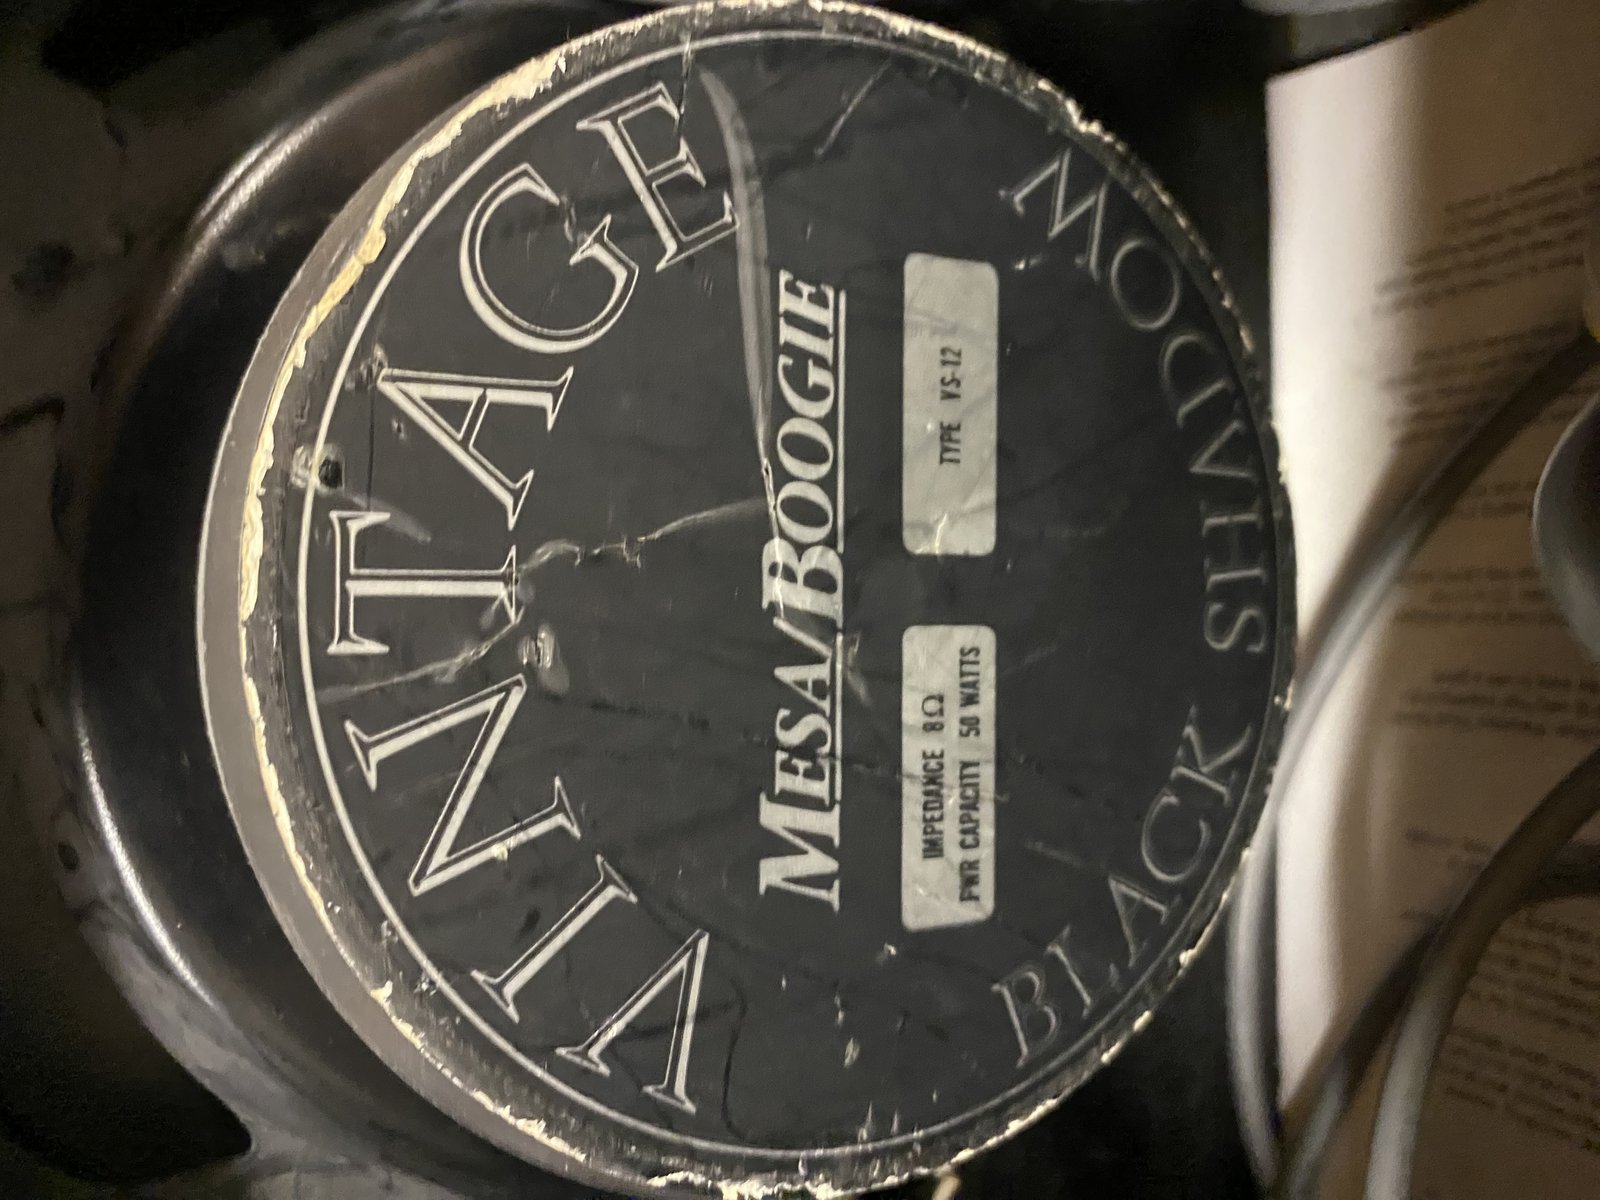 VINTAGE
MESA/BOOGIE
IMPEDANCE 8Ω
PWR CAPACITY 50 WATTS
TYPE VS-12
BLACK SHADOW